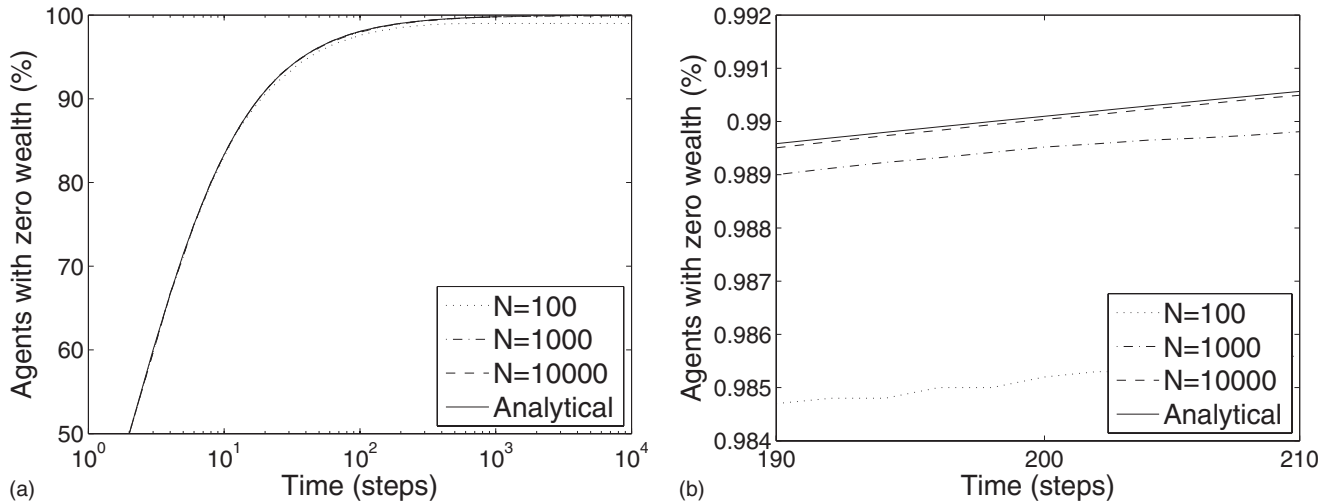 100
90
80
70
60
50
Agents with zero wealth (%)
10^0
10^1
10^2
10^3
10^4
Time (steps)
N=100
N=1000
N=10000
Analytical
(a)
0.992
0.991
0.99
0.989
0.988
0.987
0.986
0.985
0.984
Agents with zero wealth (%)
190
200
210
Time (steps)
N=100
N=1000
N=10000
Analytical
(b)